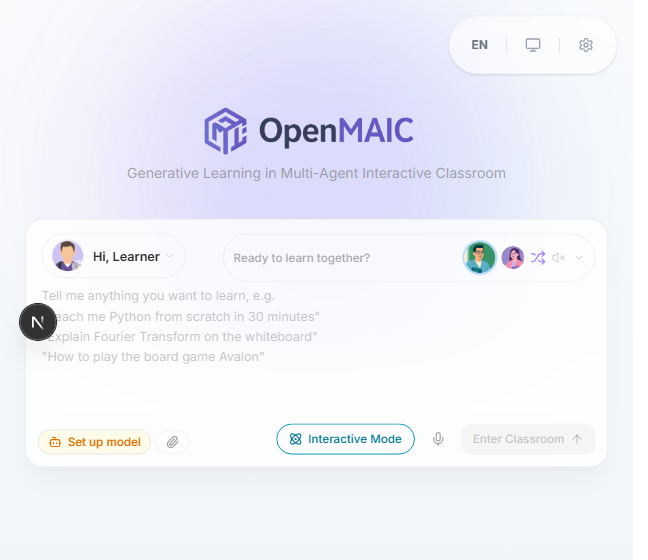 EN
OpenMAIC
Generative Learning in Multi-Agent Interactive Classroom
Hi, Learner
Ready to learn together?
Tell me anything you want to learn, e.g.
each me Python from scratch in 30 minutes"
Explain Fourier Transform on the whiteboard"
"How to play the board game Avalon"
N
Set up model
Interactive Mode
Enter Classroom